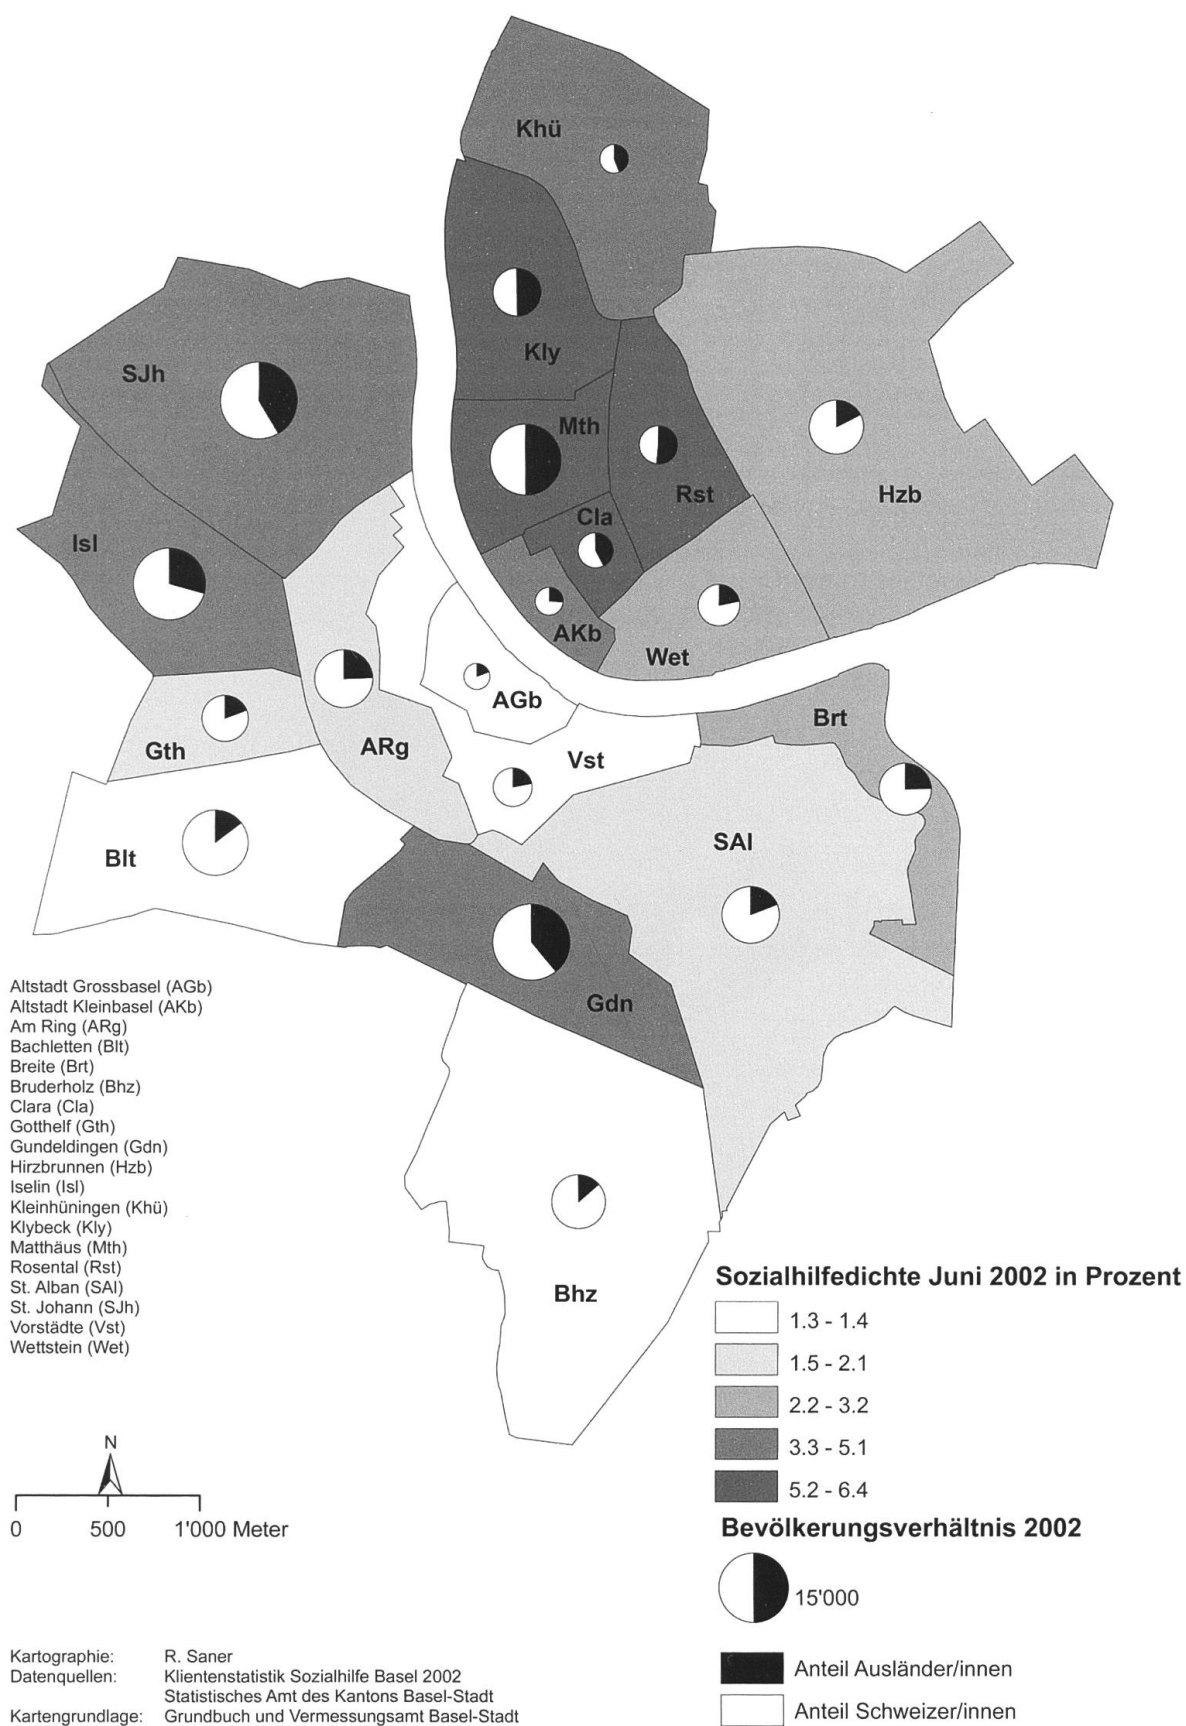 Khü
Kly
SJh
Mth
Rst
Hzb
Cla
Isl
AKb
Wet
AGb
Brt
Gth
ARg
Vst
Blt
SAl
Gdn
Bhz
Altstadt Grossbasel (AGb)
Altstadt Kleinbasel (AKb)
Am Ring (ARg)
Bachletten (Blt)
Breite (Brt)
Bruderholz (Bhz)
Clara (Cla)
Gotthelf (Gth)
Gundeldingen (Gdn)
Hirzbrunnen (Hzb)
Iselin (Isl)
Kleinhüningen (Khü)
Klybeck (Kly)
Matthäus (Mth)
Rosental (Rst)
St. Alban (SAl)
St. Johann (SJh)
Vorstädte (Vst)
Wettstein (Wet)
N
0 500 1'000 Meter
Sozialhilfedichte Juni 2002 in Prozent
1.3 - 1.4
1.5 - 2.1
2.2 - 3.2
3.3 - 5.1
5.2 - 6.4
Bevölkerungsverhältnis 2002
15'000
Anteil Ausländer/innen
Anteil Schweizer/innen
Kartographie: R. Saner
Datenquellen: Klientenstatistik Sozialhilfe Basel 2002
Statistisches Amt des Kantons Basel-Stadt
Kartengrundlage: Grundbuch und Vermessungsamt Basel-Stadt